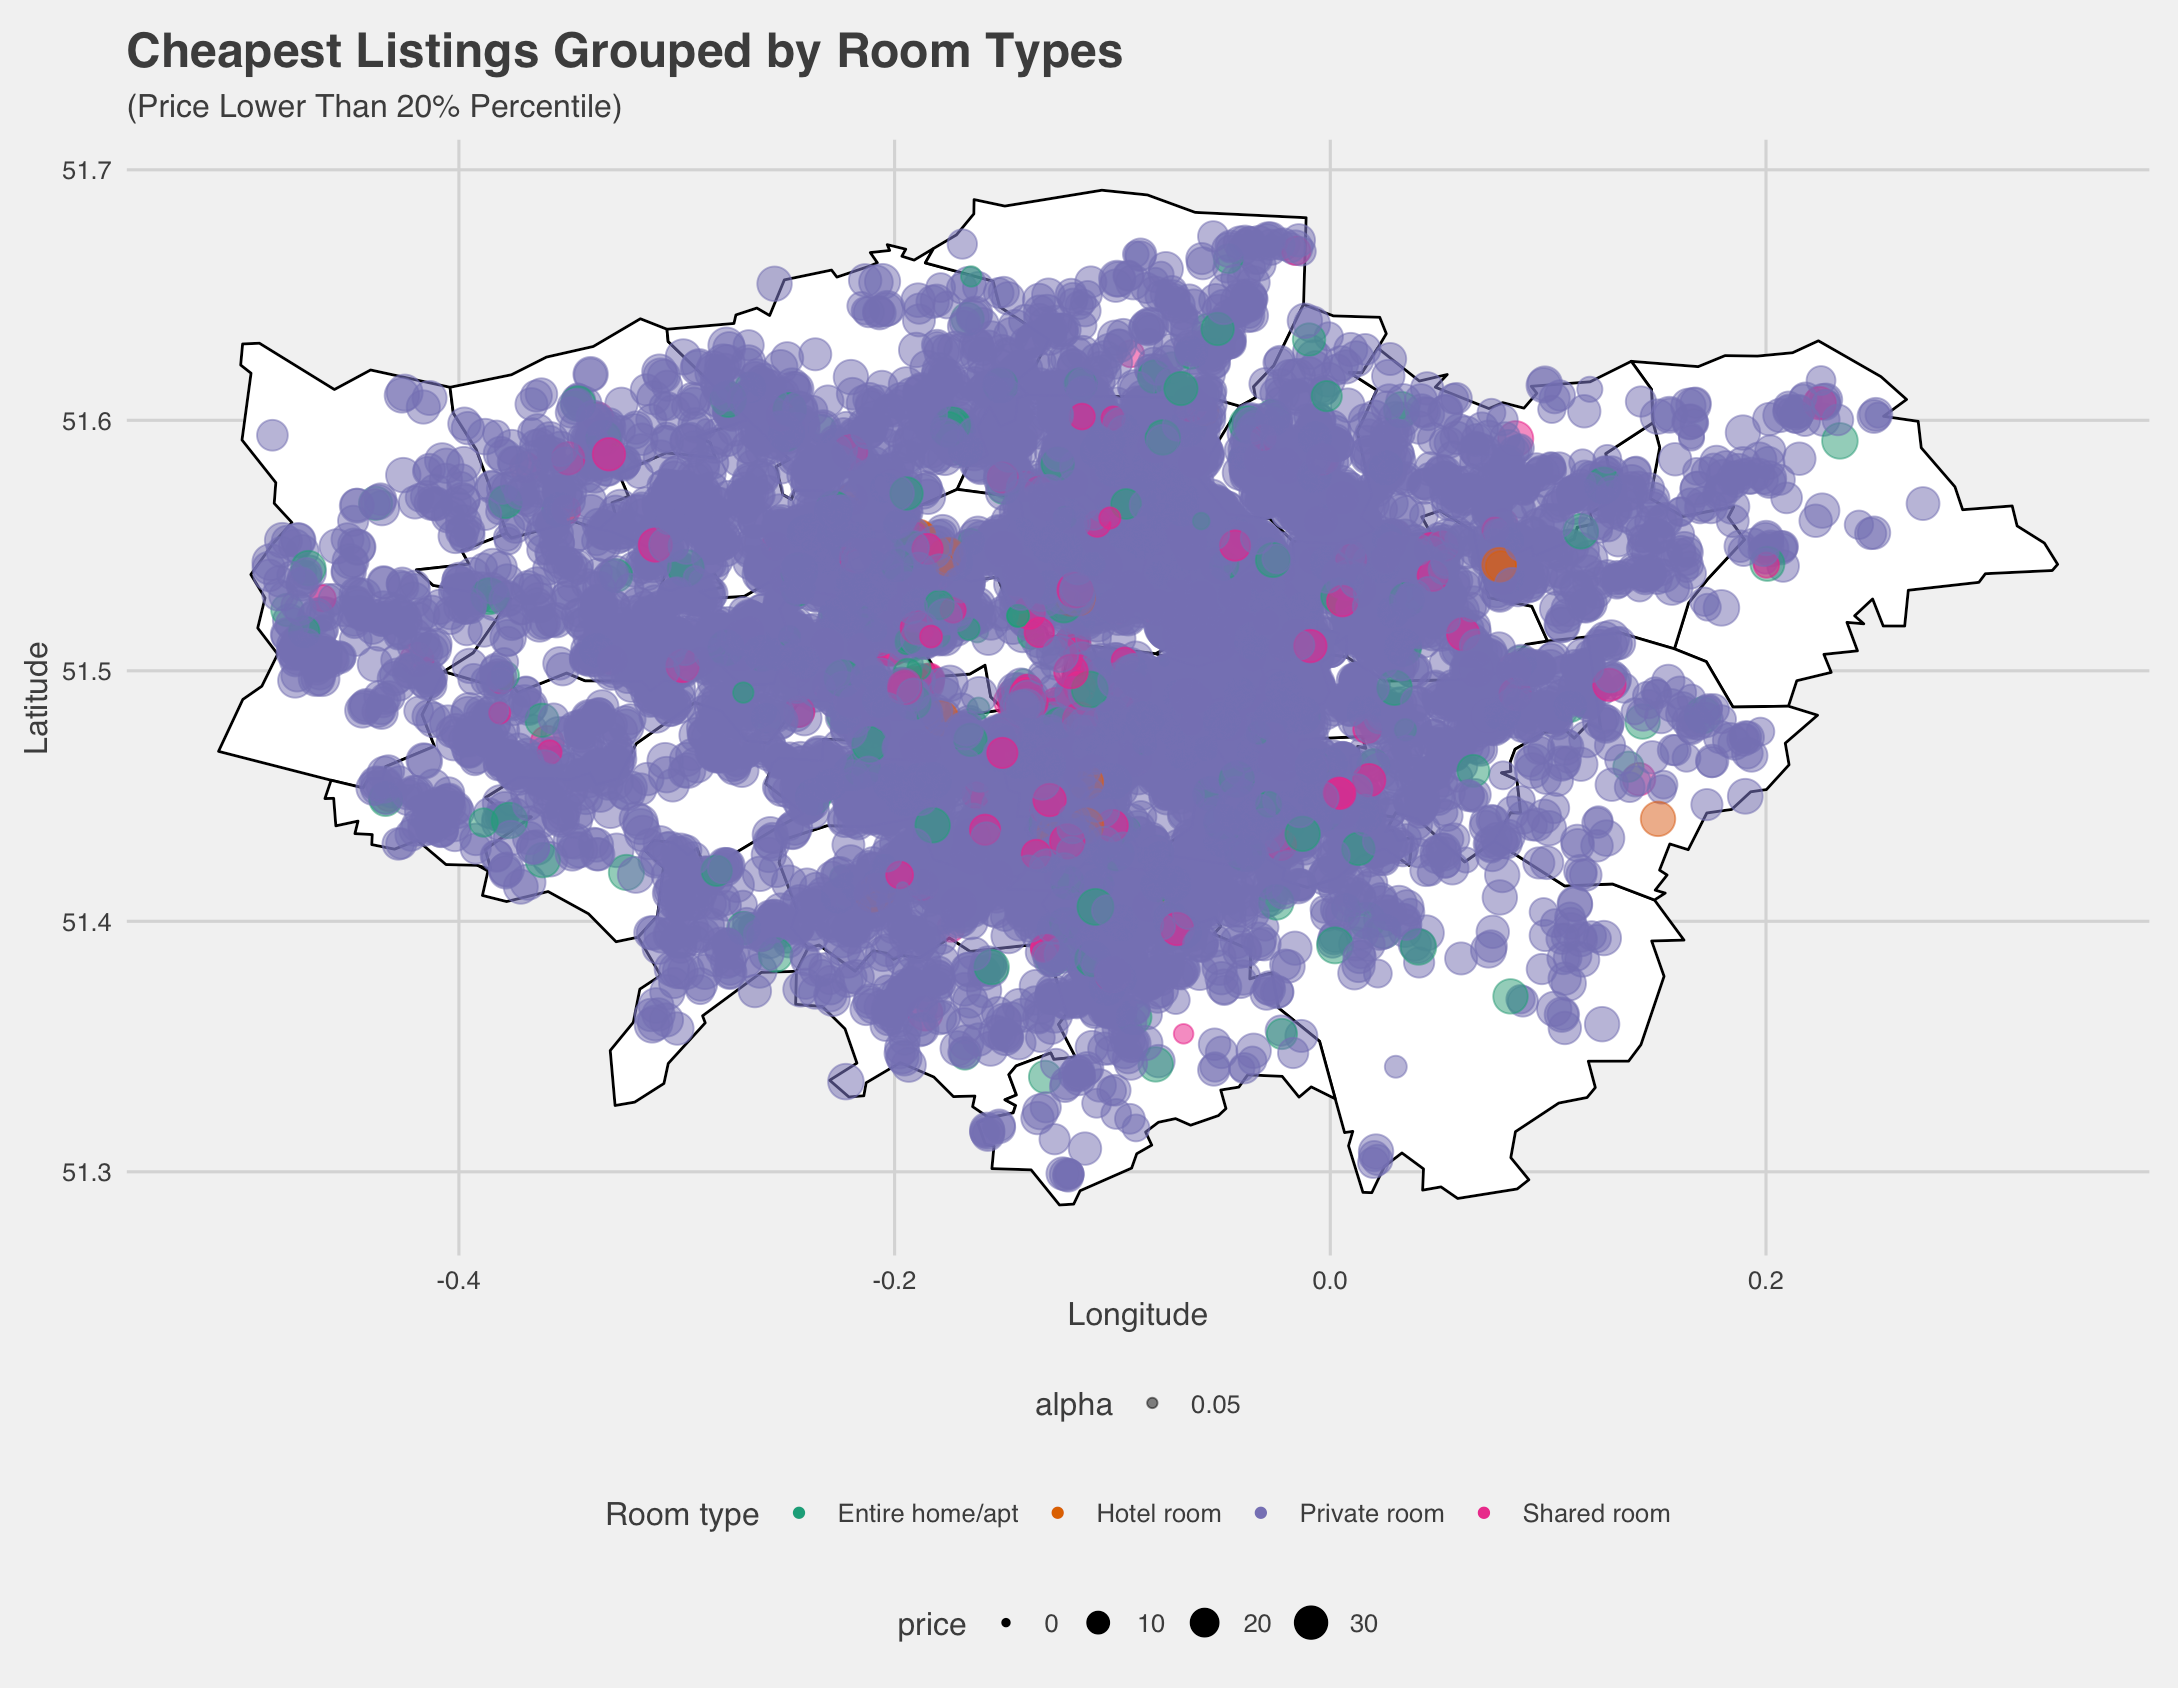 Cheapest Listings Grouped by Room Types
(Price Lower Than 20% Percentile)
51.7
51.6
51.5
51.4
51.3
Latitude
-0.4 -0.2 0.0 0.2
Longitude
alpha 0.05
Room type Entire home/apt Hotel room Private room Shared room
price 0 10 20 30